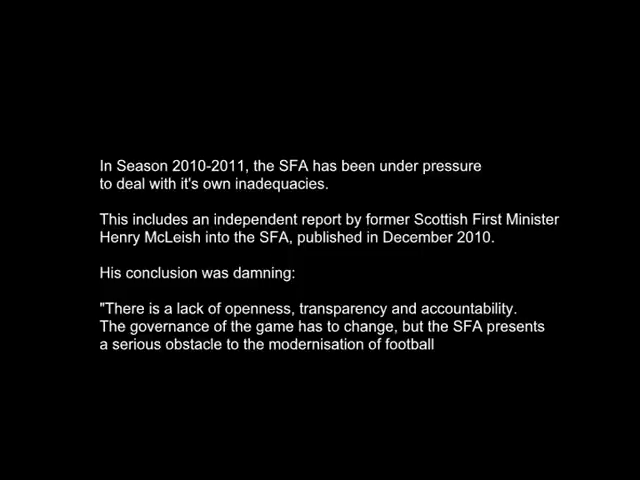 In Season 2010-2011, the SFA has been under pressure
to deal with it's own inadequacies.
This includes an independent report by former Scottish First Minister
Henry McLeish into the SFA, published in December 2010.
His conclusion was damning:
"There is a lack of openness, transparency and accountability.
The governance of the game has to change, but the SFA presents
a serious obstacle to the modernisation of football